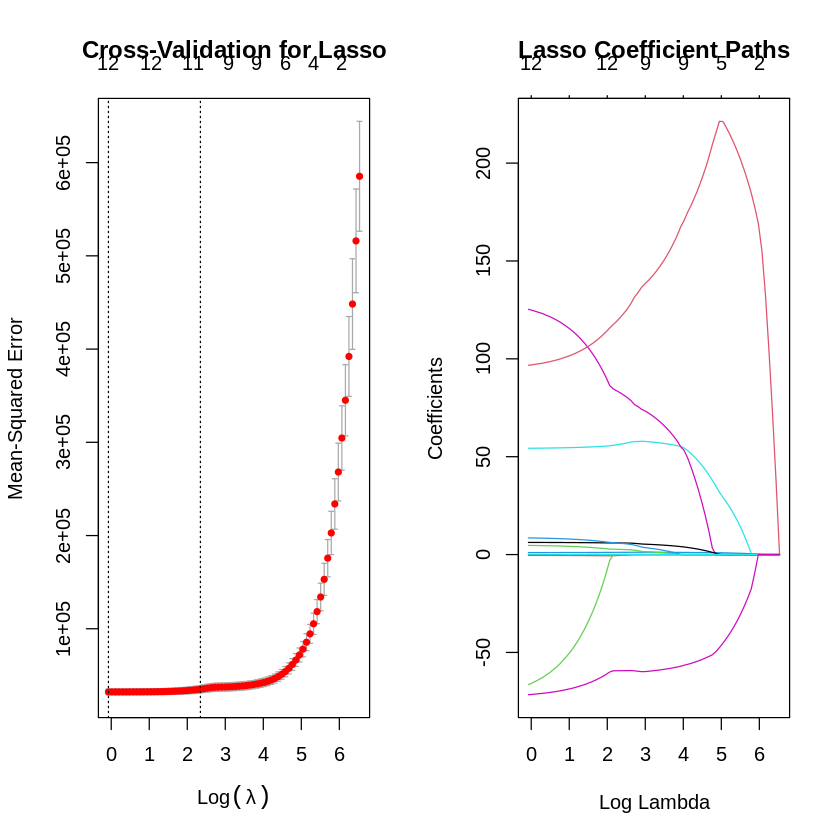 Cross-Validation for Lasso
12 12 11 9 9 6 4 2
6e+05
5e+05
4e+05
3e+05
2e+05
1e+05
Mean-Squared Error
0 1 2 3 4 5 6
Log(λ)
Lasso Coefficient Paths
12 12 9 9 5 2
200
150
100
50
0
-50
Coefficients
0 1 2 3 4 5 6
Log Lambda